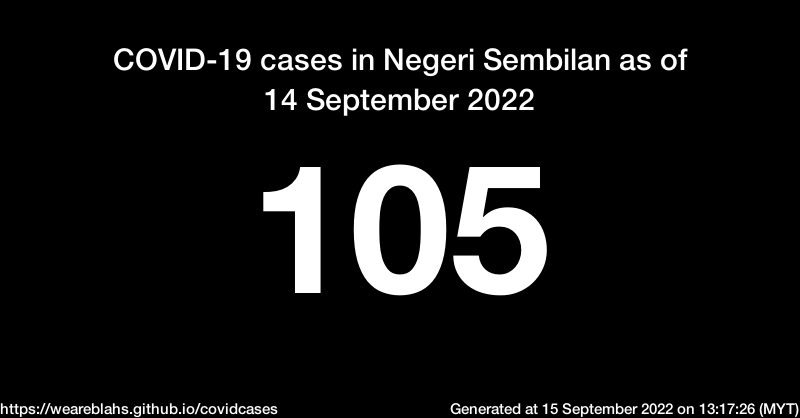 COVID-19 cases in Negeri Sembilan as of
14 September 2022
105
https://weareblahs.github.io/covidcases
Generated at 15 September 2022 on 13:17:26 (MYT)